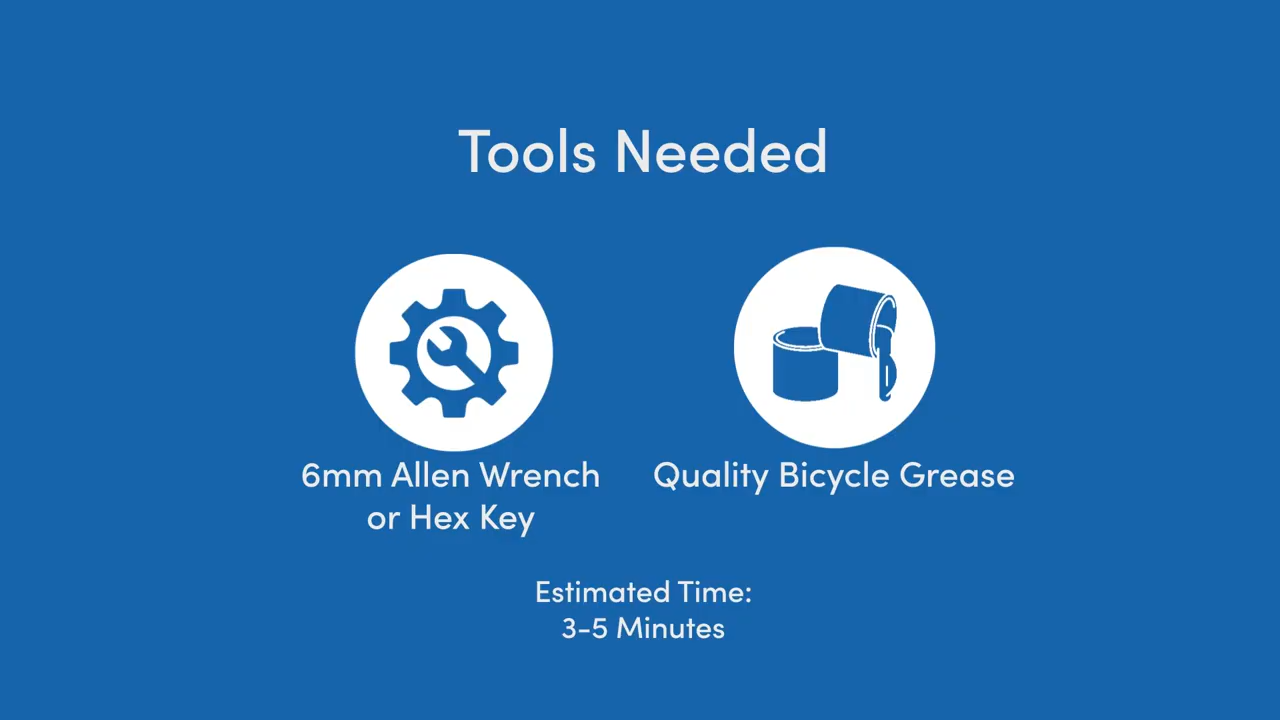 Tools Needed
6mm Allen Wrench
or Hex Key
Quality Bicycle Grease
Estimated Time:
3-5 Minutes